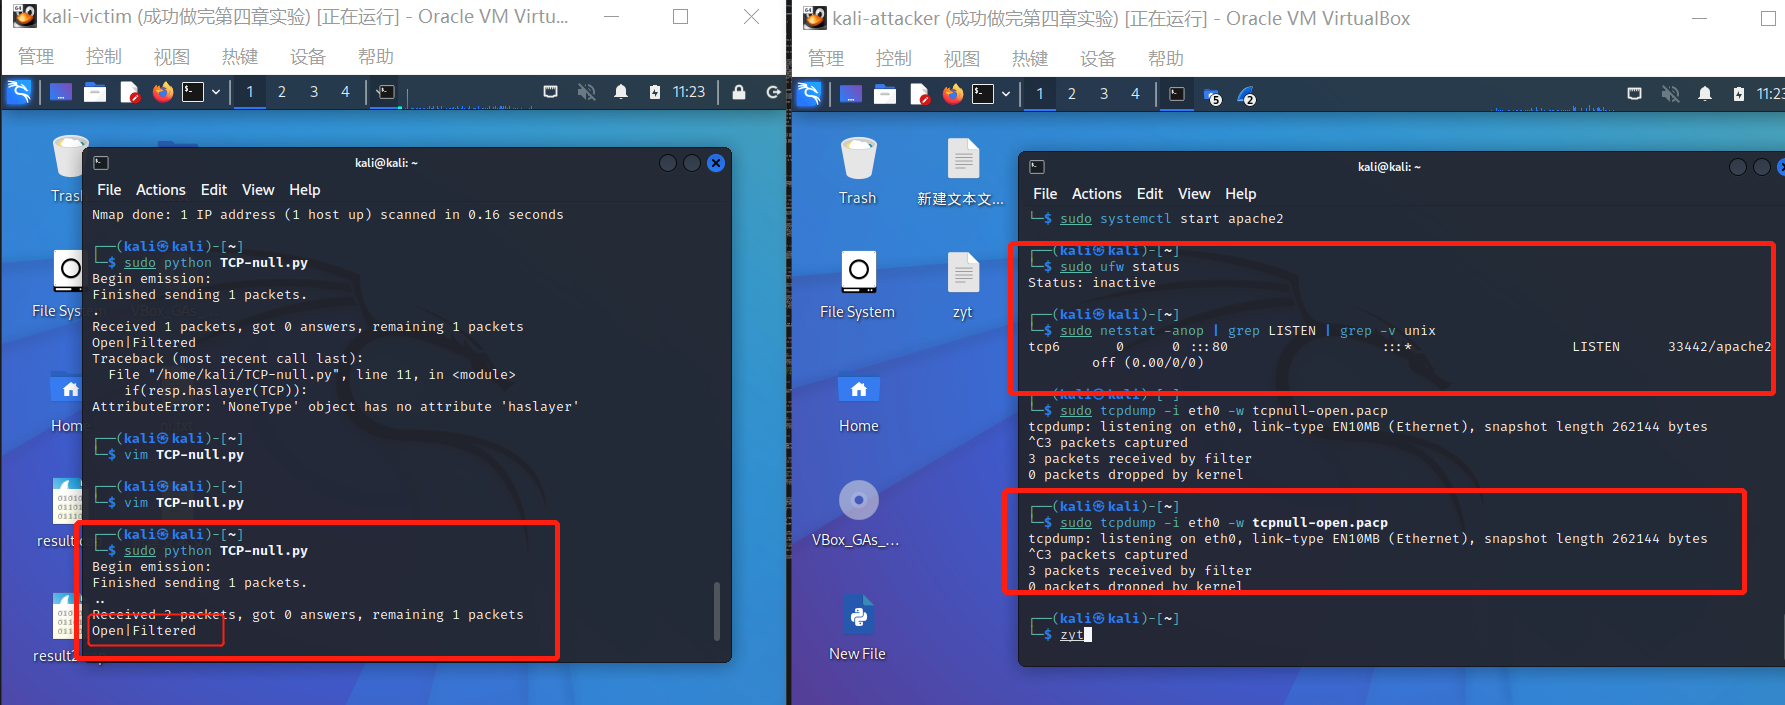 kali-victim (成功做完第四章实验) [正在运行] - Oracle VM Virtu...
管理 控制 视图 热键 设备 帮助
1 2 3 4 11:23
Trash
File System
Home
kali@kali: ~
File Actions Edit View Help
Nmap done: 1 IP address (1 host up) scanned in 0.16 seconds
┌──(kali㉿kali)-[~]
└─$ sudo python TCP-null.py
Begin emission:
Finished sending 1 packets.
.
Received 1 packets, got 0 answers, remaining 1 packets
Open|Filtered
Traceback (most recent call last):
File "/home/kali/TCP-null.py", line 11, in <module>
if(resp.haslayer(TCP)):
AttributeError: 'NoneType' object has no attribute 'haslayer'
┌──(kali㉿kali)-[~]
└─$ vim TCP-null.py
┌──(kali㉿kali)-[~]
└─$ vim TCP-null.py
┌──(kali㉿kali)-[~]
└─$ sudo python TCP-null.py
Begin emission:
Finished sending 1 packets.
..
Received 2 packets, got 0 answers, remaining 1 packets
Open|Filtered
kali-attacker (成功做完第四章实验) [正在运行] - Oracle VM VirtualBox
管理 控制 视图 热键 设备 帮助
1 2 3 4 5 2 11:23
Trash
新建文本文...
File System
zyt
Home
VBox_GAs_...
New File
kali@kali: ~
File Actions Edit View Help
└─$ sudo systemctl start apache2
┌──(kali㉿kali)-[~]
└─$ sudo ufw status
Status: inactive
┌──(kali㉿kali)-[~]
└─$ sudo netstat -anop | grep LISTEN | grep -v unix
tcp6 0 0 :::80 :::* LISTEN 33442/apache2
off (0.00/0/0)
┌──(kali㉿kali)-[~]
└─$ sudo tcpdump -i eth0 -w tcpnull-open.pacp
tcpdump: listening on eth0, link-type EN10MB (Ethernet), snapshot length 262144 bytes
^C3 packets captured
3 packets received by filter
0 packets dropped by kernel
┌──(kali㉿kali)-[~]
└─$ sudo tcpdump -i eth0 -w tcpnull-open.pacp
tcpdump: listening on eth0, link-type EN10MB (Ethernet), snapshot length 262144 bytes
^C3 packets captured
3 packets received by filter
0 packets dropped by kernel
┌──(kali㉿kali)-[~]
└─$ zyt